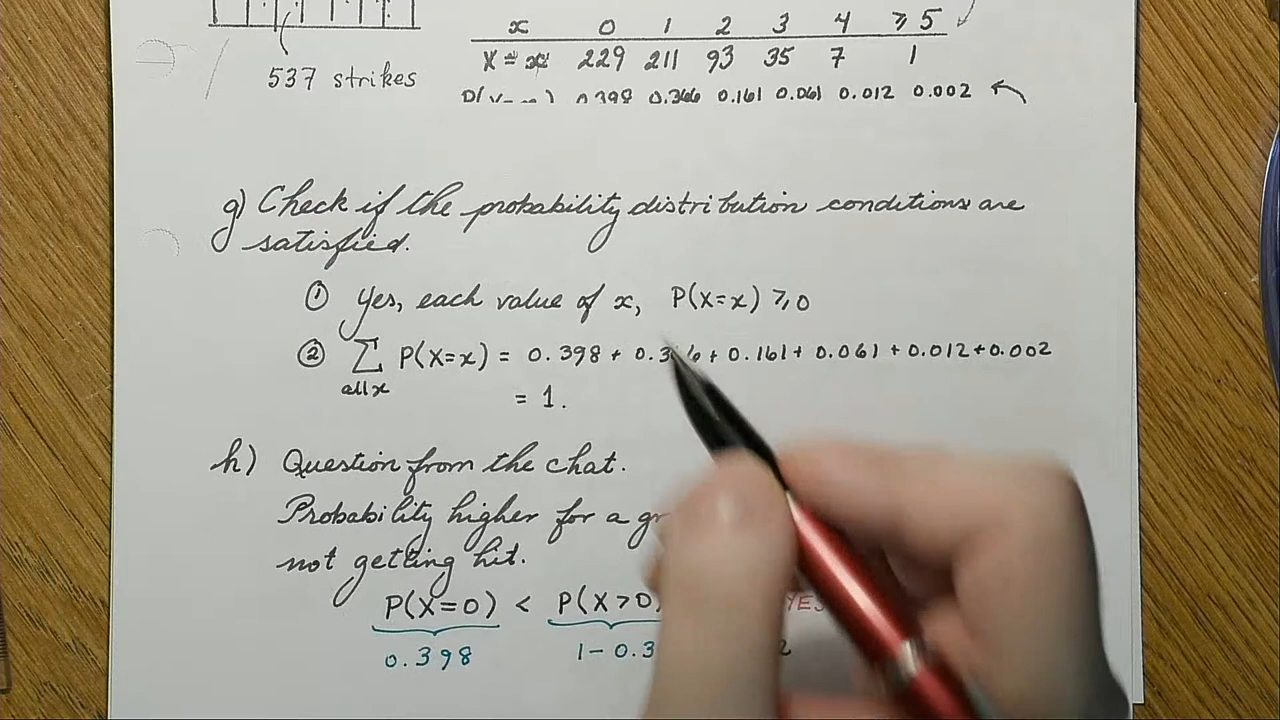 x 0 1 2 3 4 ≥ 5
537 strikes
X = x 229 211 93 35 7 1
0.398 0.366 0.161 0.061 0.012 0.002
g) Check if the probability distribution conditions are
satisfied.
① Yes, each value of x, P(X=x) ≥ 0
② ∑ P(X=x) = 0.398 + 0.366 + 0.161 + 0.061 + 0.012 + 0.002
all x
= 1.
h) Question from the chat.
Probability higher for a
not getting hit.
P(X=0) < P(X>0) YES
0.398 1-0.3